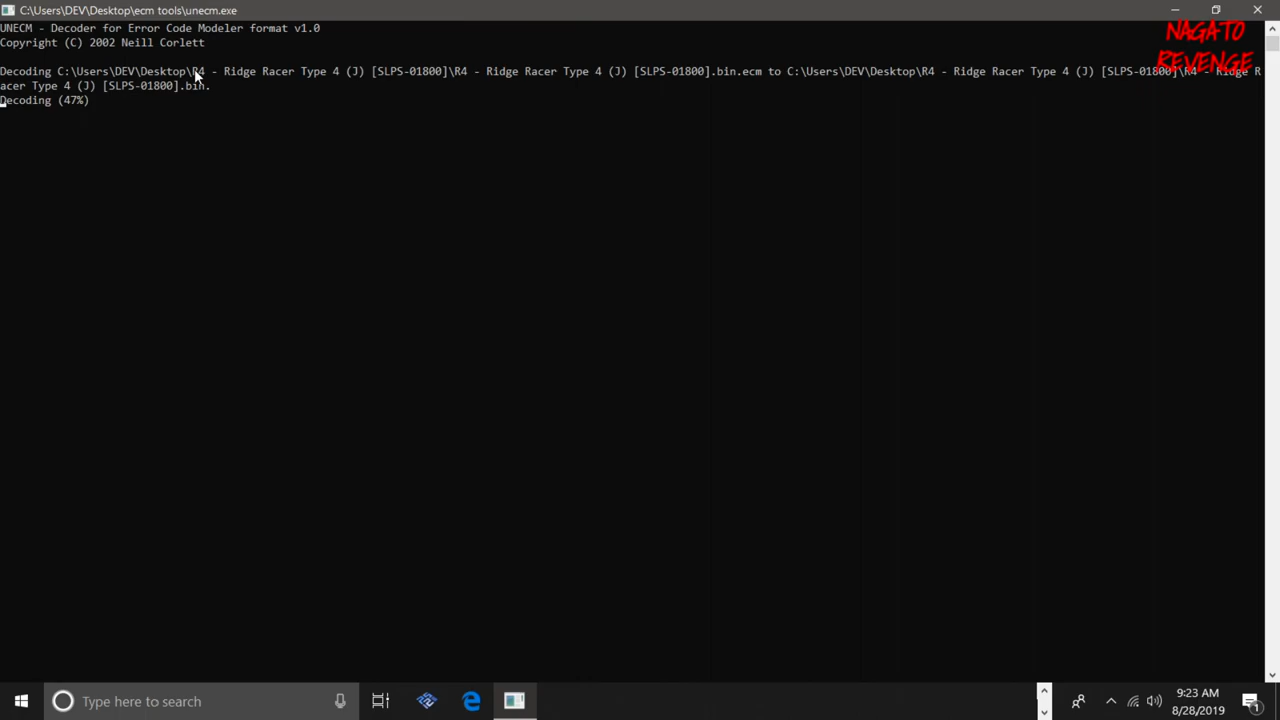 C:\Users\DEV\Desktop\ecm tools\unecm.exe
UNECM - Decoder for Error Code Modeler format v1.0
Copyright (C) 2002 Neill Corlett
NAGATO
REVENGE
Decoding C:\Users\DEV\Desktop\R4 - Ridge Racer Type 4 (J) [SLPS-01800]\R4 - Ridge Racer Type 4 (J) [SLPS-01800].bin.ecm to C:\Users\DEV\Desktop\R4 - Ridge Racer Type 4 (J) [SLPS-01800]\R4 - Ridge R
acer Type 4 (J) [SLPS-01800].bin.
Decoding (47%)
Type here to search
9:23 AM
8/28/2019
1